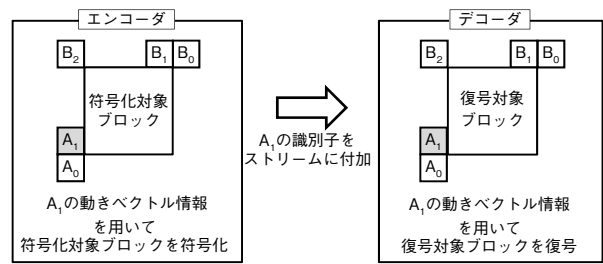 エンコーダ
B₂ B₁ B₀
符号化対象
ブロック
A₁
A₀
A₁の動きベクトル情報
を用いて
符号化対象ブロックを符号化
A₁の識別子を
ストリームに付加
デコーダ
B₂ B₁ B₀
復号対象
ブロック
A₁
A₀
A₁の動きベクトル情報
を用いて
復号対象ブロックを復号